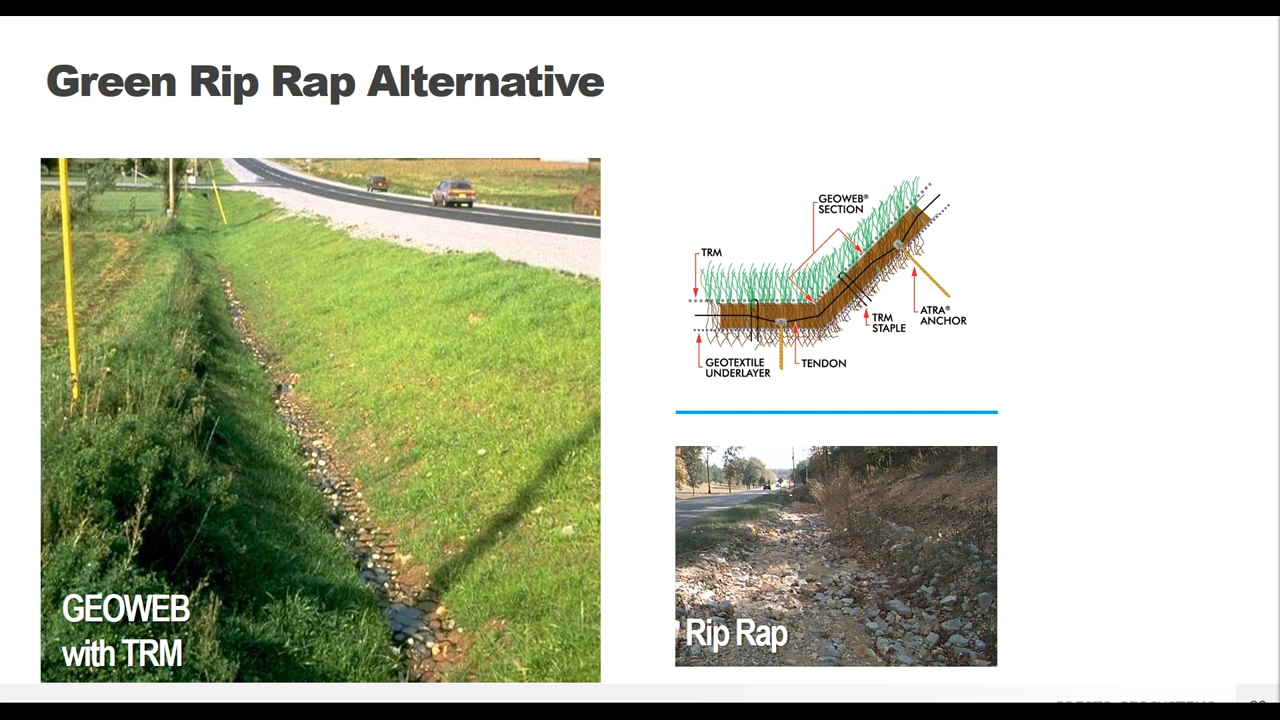 Green Rip Rap Alternative
GEOWEB®
SECTION
TRM
ATRA®
ANCHOR
TRM
STAPLE
GEOTEXTILE
UNDERLAYER
TENDON
GEOWEB
with TRM
Rip Rap